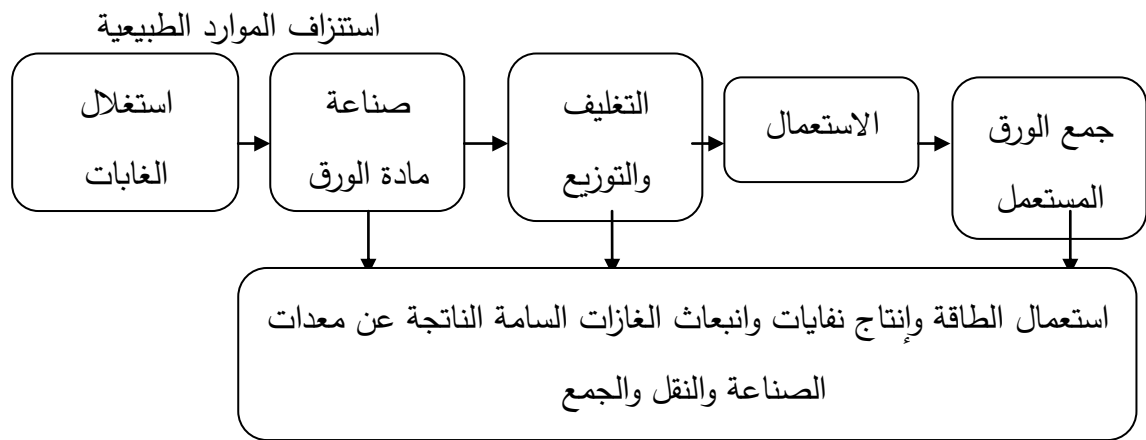 استنزاف الموارد الطبيعية
استغلال
الغابات
صناعة
مادة الورق
التغليف
والتوزيع
الاستعمال
جمع الورق
المستعمل
استعمال الطاقة وإنتاج نفايات وانبعاث الغازات السامة الناتجة عن معدات
الصناعة والنقل والجمع